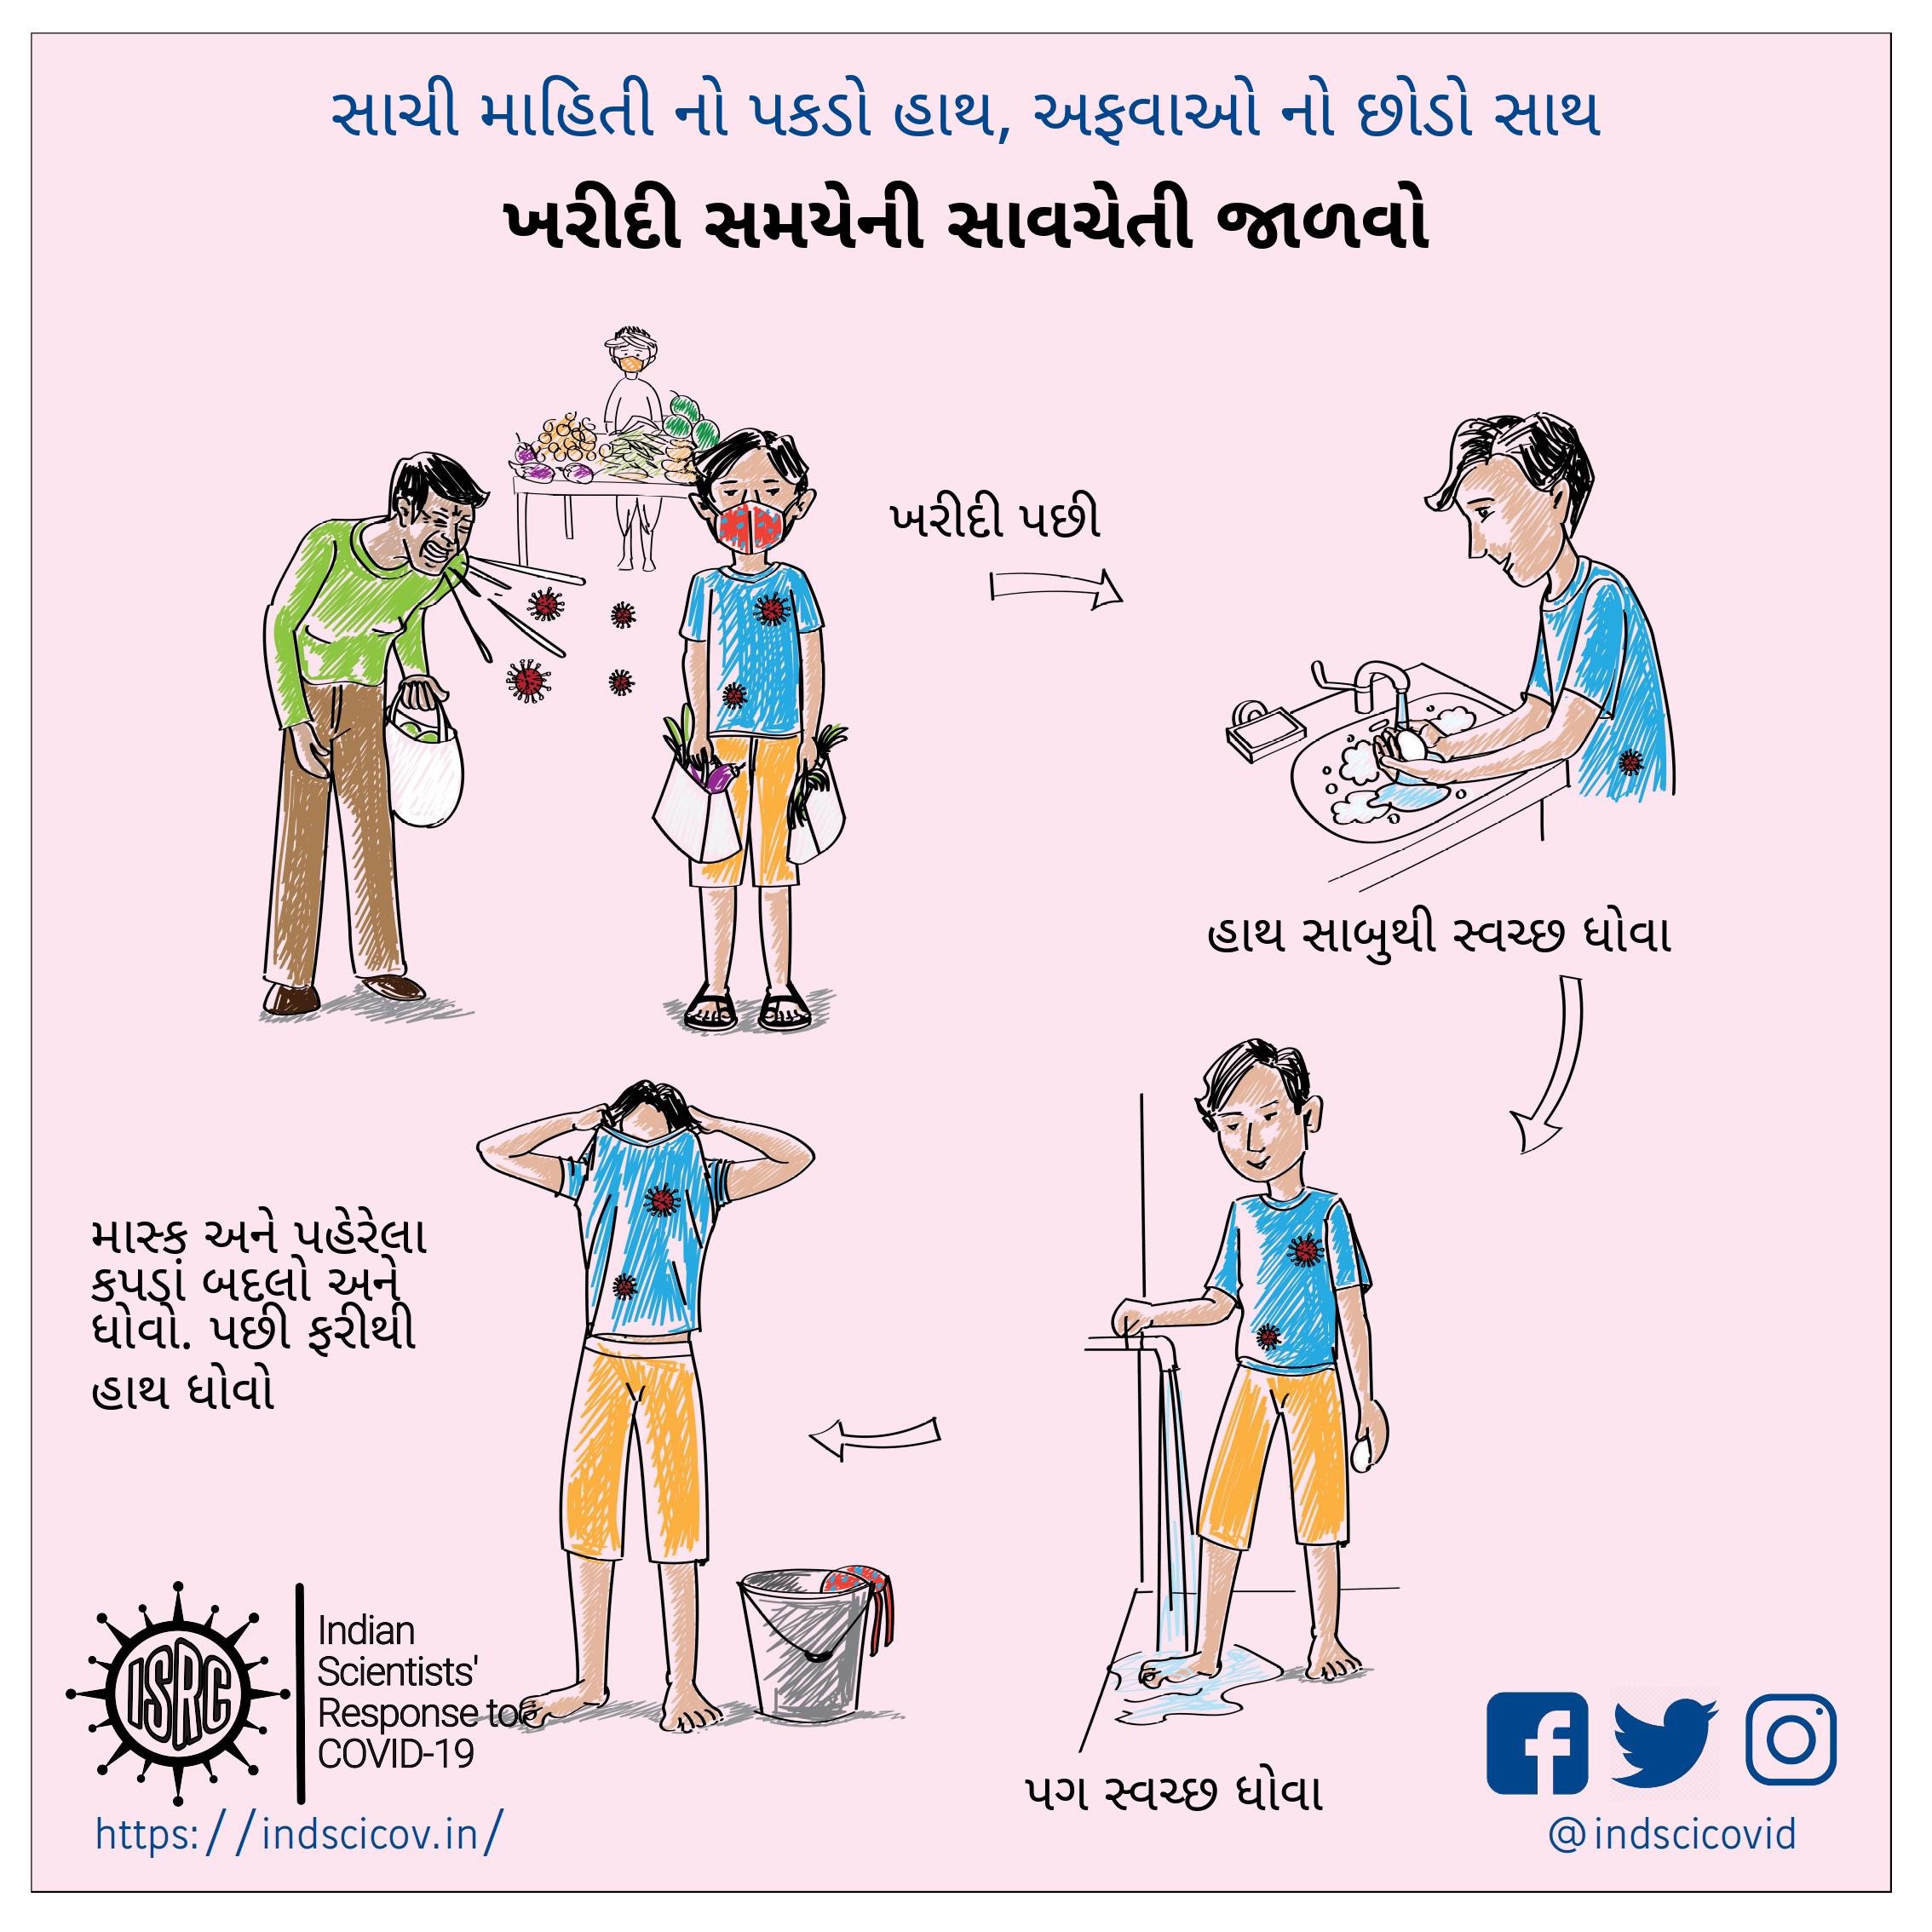 સાચી માહિતી નો પકડો હાથ, અફવાઓ નો છોડો સાથ
ખરીદી સમયેની સાવચેતી જાળવો
ખરીદી પછી
હાથ સાબુથી સ્વચ્છ ધોવા
માસ્ક અને પહેરેલા
કપડાં બદલો અને
ધોવો. પછી ફરીથી
હાથ ધોવો
પગ સ્વચ્છ ધોવા
ISRC
Indian
Scientists'
Response to
COVID-19
https://indscicov.in/
@indscicovid